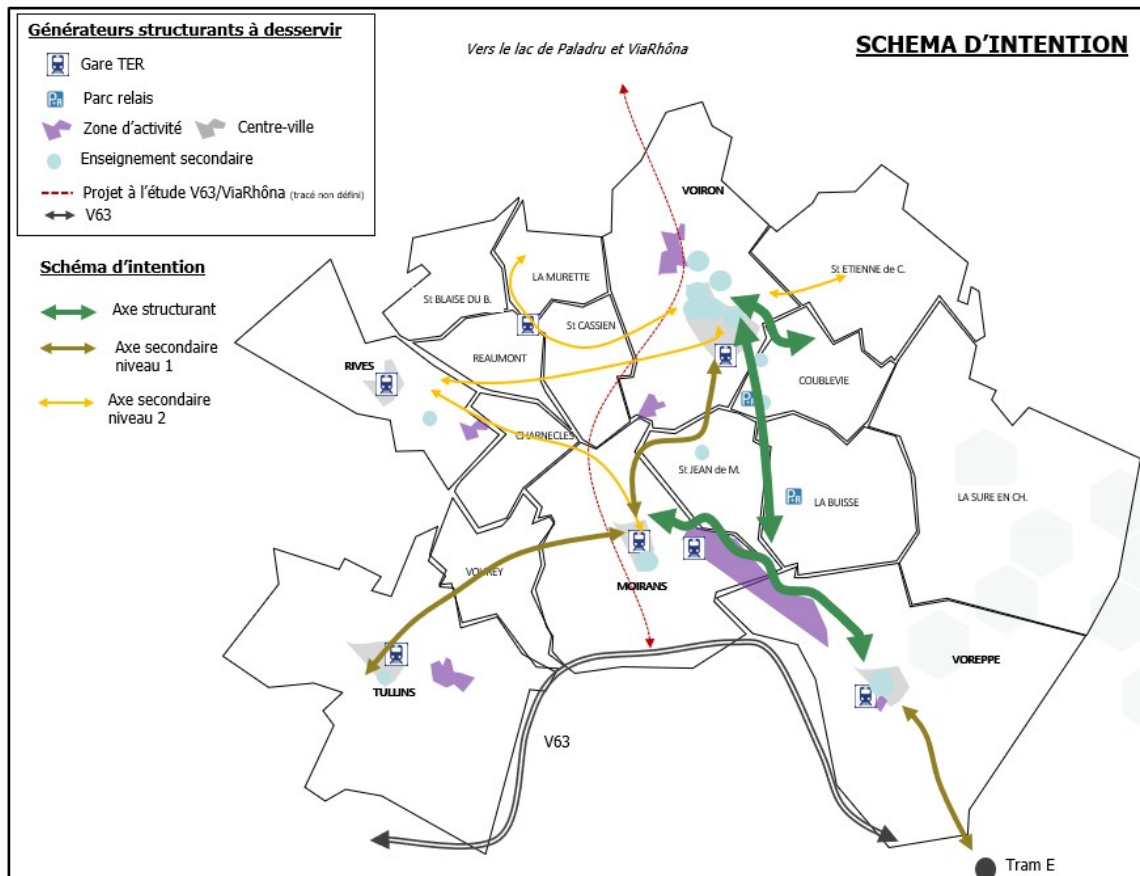 Générateurs structurants à desservir
Gare TER
Parc relais
Zone d'activité
Centre-ville
Enseignement secondaire
Projet à l'étude V63/ViaRhôna (tracé non défini)
V63
Schéma d'intention
Axe structurant
Axe secondaire
niveau 1
Axe secondaire
niveau 2
Vers le lac de Paladru et ViaRhôna
SCHEMA D'INTENTION
VOIRON
St ETIENNE de C.
LA MURETTE
St BLAISE DU B.
St CASSIEN
REAUMONT
RIVES
COUBLEVIE
P+R
CHARNECLES
St JEAN de M.
LA BUISSE
P+R
LA SURE EN CH.
VOUREY
MOIRANS
VOREPPE
TULLINS
V63
Tram E